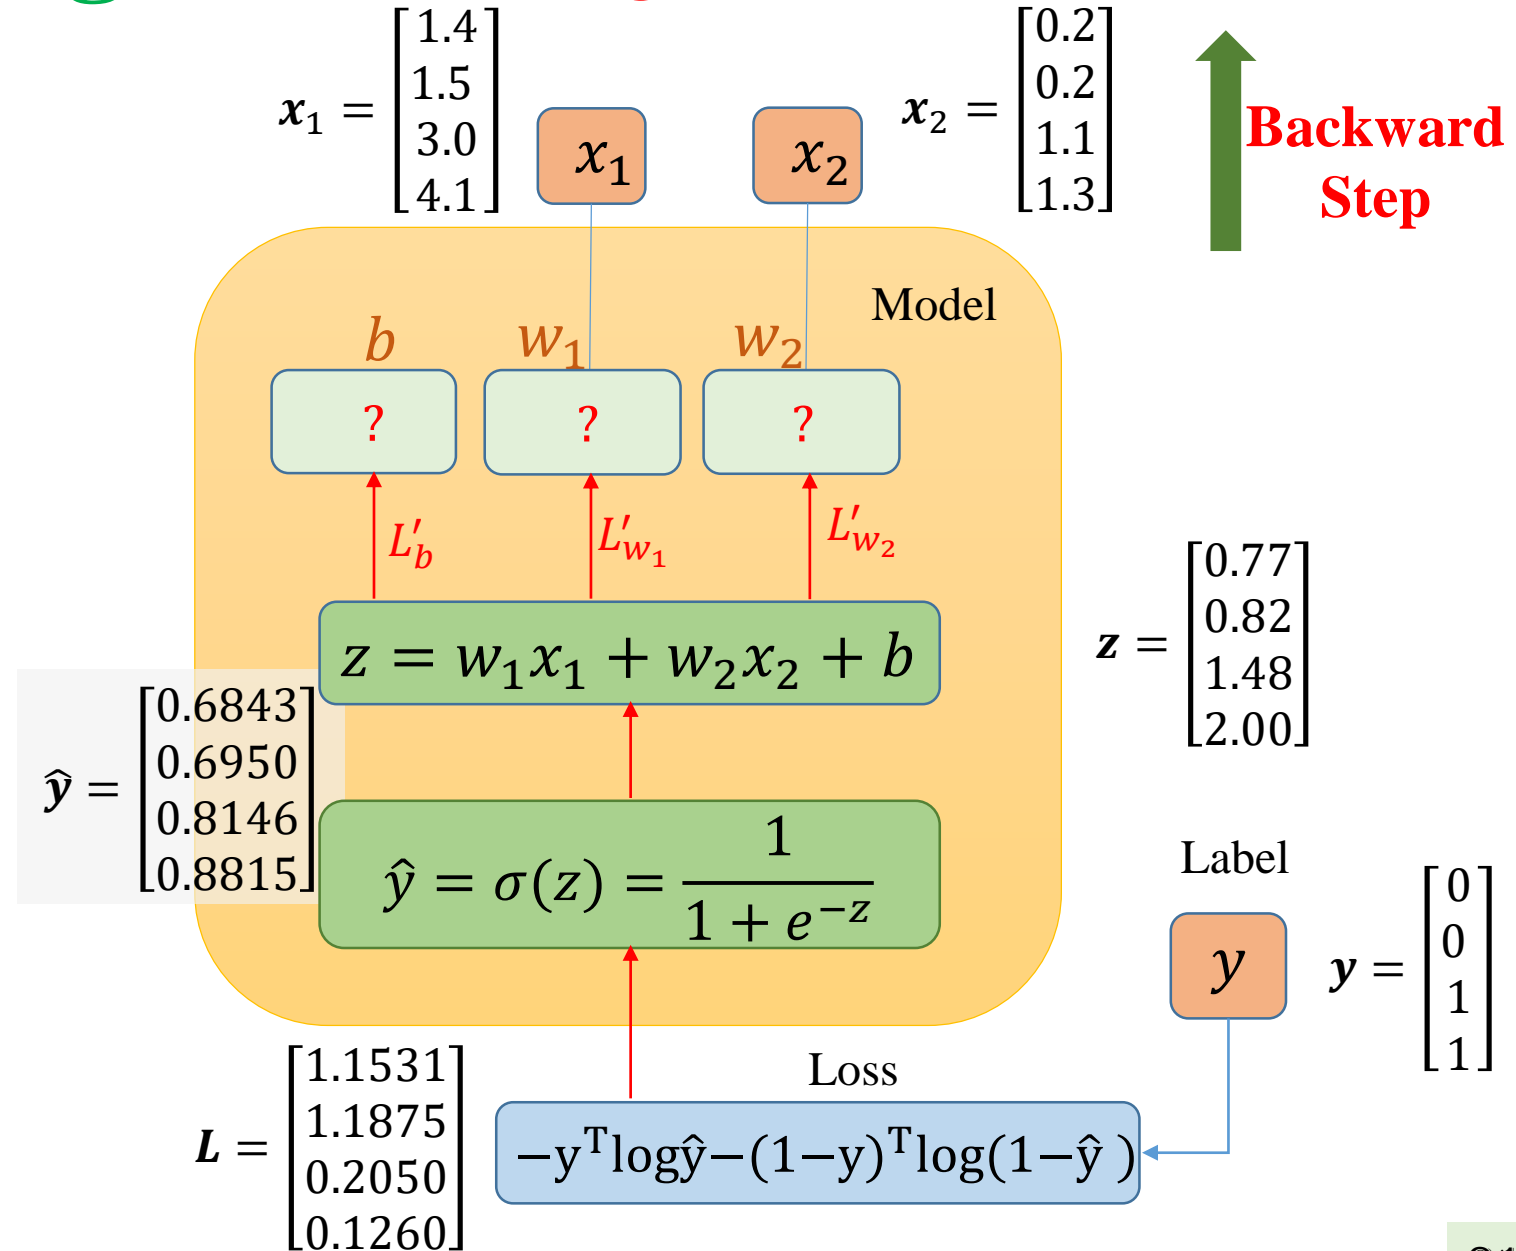 𝒙₁ = [1.4
1.5
3.0
4.1]
x₁
x₂
𝒙₂ = [0.2
0.2
1.1
1.3]
Backward
Step
Model
b
w₁
w₂
?
?
?
L′_b
L′_w₁
L′_w₂
z = w₁x₁ + w₂x₂ + b
𝒛 = [0.77
0.82
1.48
2.00]
ŷ = [0.6843
0.6950
0.8146
0.8815]
ŷ = σ(z) = 1/(1 + e^(−z))
Label
y
𝒚 = [0
0
1
1]
Loss
𝑳 = [1.1531
1.1875
0.2050
0.1260]
−yᵀlogŷ−(1−y)ᵀlog(1−ŷ )